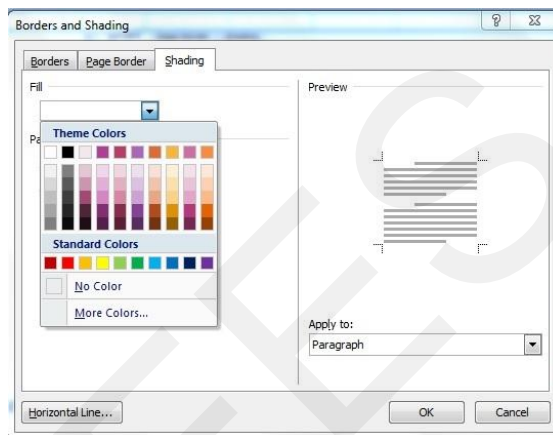 Borders and Shading
Borders Page Border Shading
Fill
Pa
Theme Colors
Standard Colors
No Color
More Colors...
Preview
Apply to:
Paragraph
Horizontal Line... OK Cancel